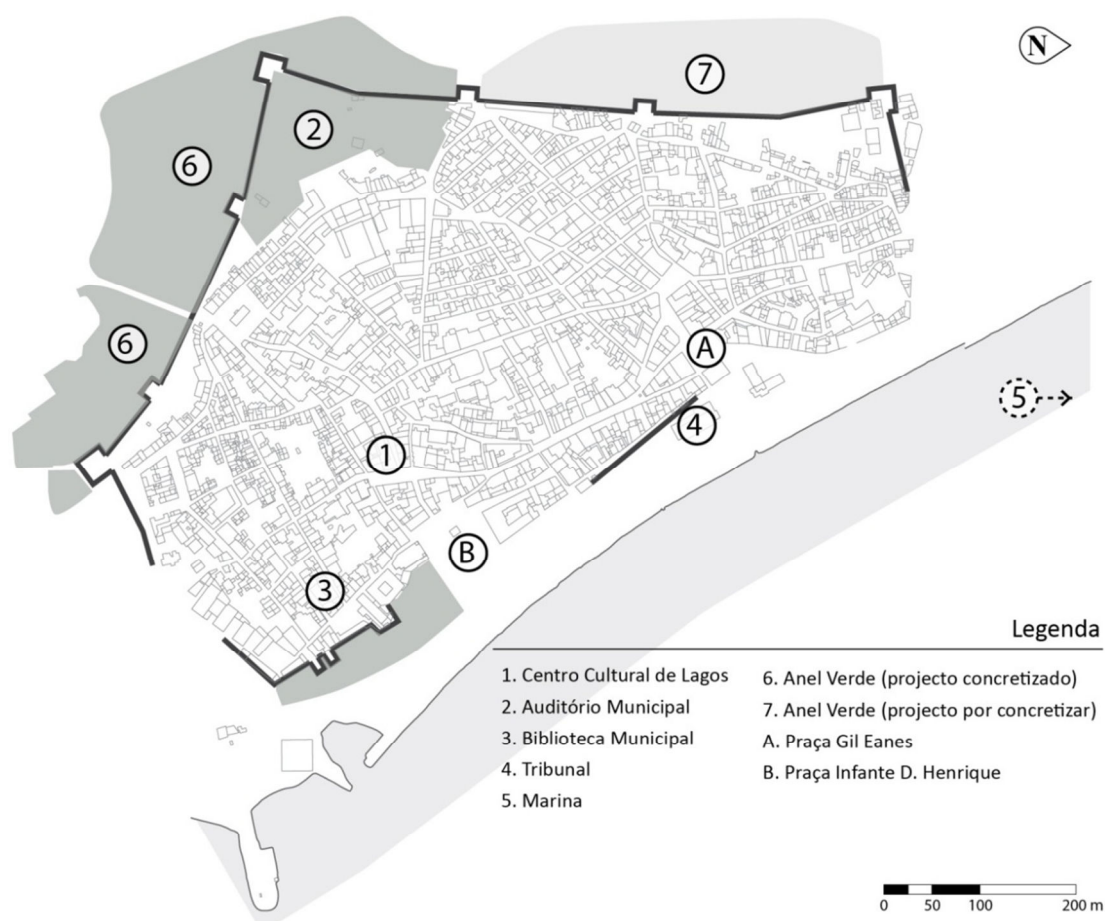 N
7
2
6
6
A
5
4
1
B
3
Legenda
1. Centro Cultural de Lagos
2. Auditório Municipal
3. Biblioteca Municipal
4. Tribunal
5. Marina
6. Anel Verde (projecto concretizado)
7. Anel Verde (projecto por concretizar)
A. Praça Gil Eanes
B. Praça Infante D. Henrique
0 50 100 200 m